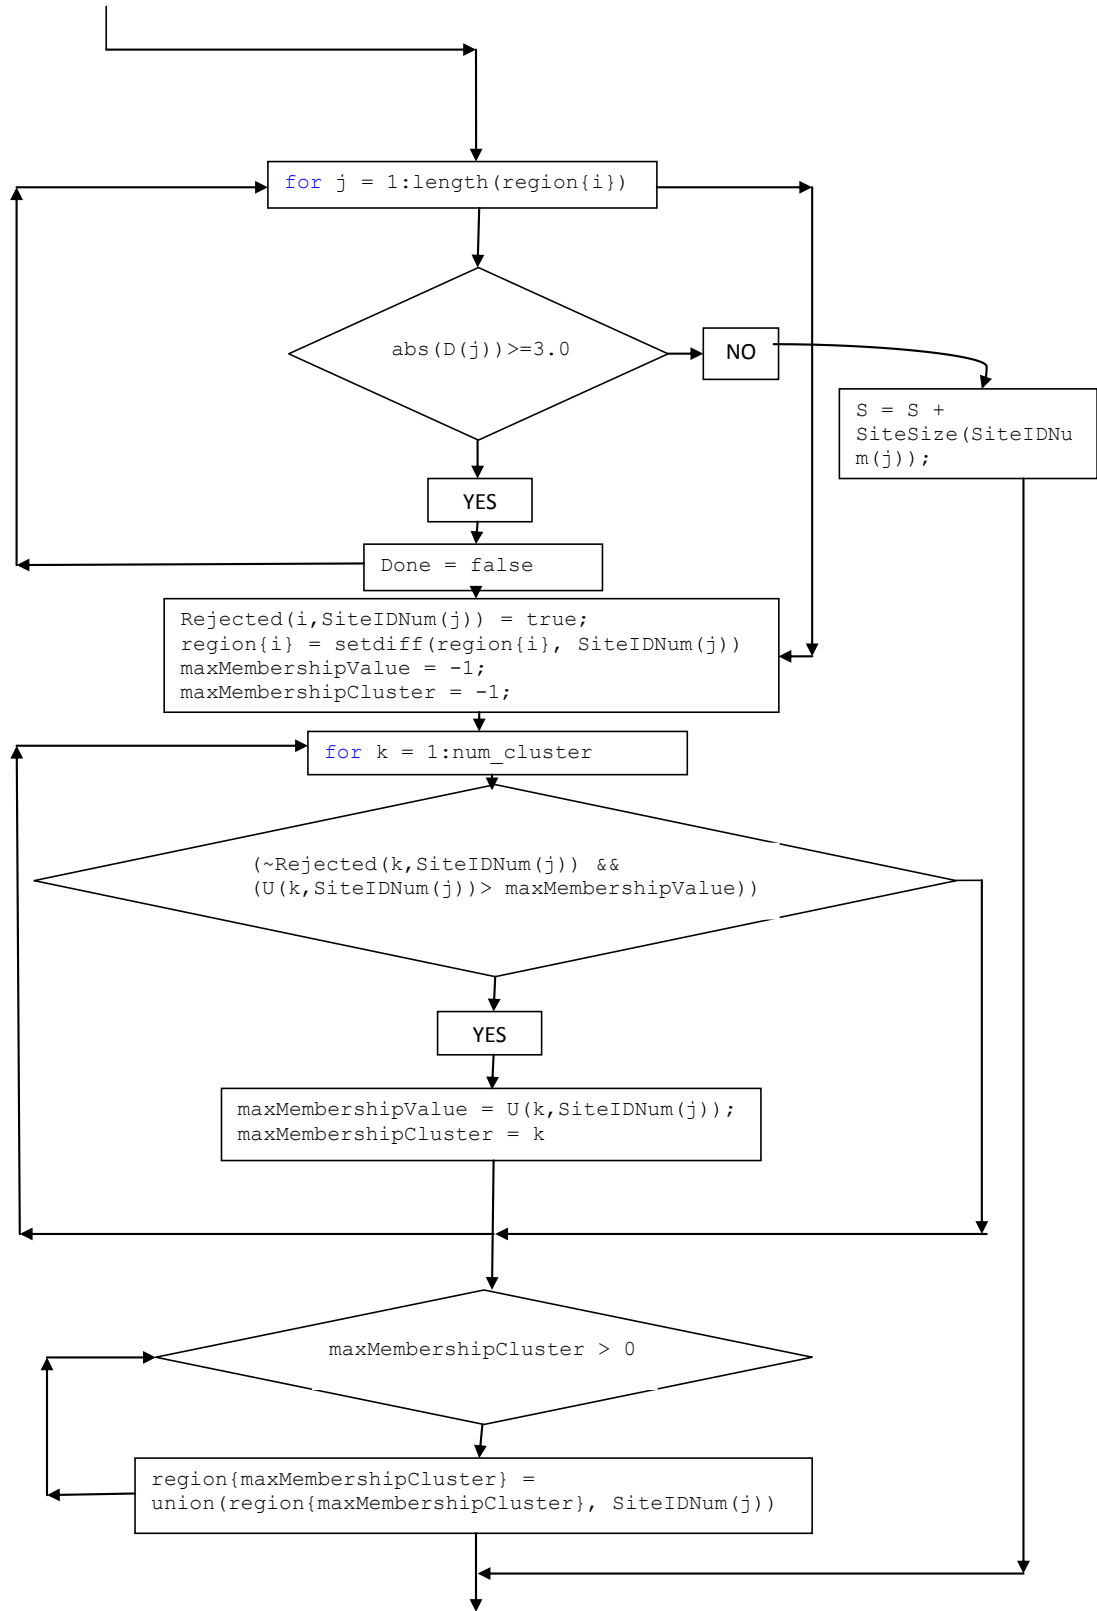 for j = 1:length(region{i})
abs(D(j))>=3.0
NO
S = S +
SiteSize(SiteIDNu
m(j));
YES
Done = false
Rejected(i,SiteIDNum(j)) = true;
region{i} = setdiff(region{i}, SiteIDNum(j))
maxMembershipValue = -1;
maxMembershipCluster = -1;
for k = 1:num_cluster
(~Rejected(k,SiteIDNum(j)) &&
(U(k,SiteIDNum(j))> maxMembershipValue))
YES
maxMembershipValue = U(k,SiteIDNum(j));
maxMembershipCluster = k
maxMembershipCluster > 0
region{maxMembershipCluster} =
union(region{maxMembershipCluster}, SiteIDNum(j))